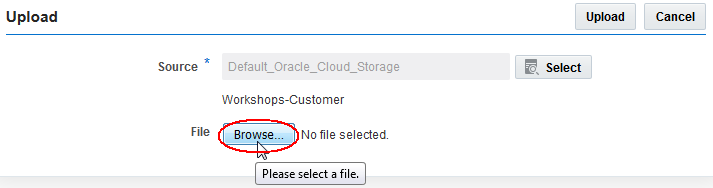 Upload
Upload
Cancel
Source * Default_Oracle_Cloud_Storage Select
Workshops-Customer
File Browse... No file selected.
Please select a file.